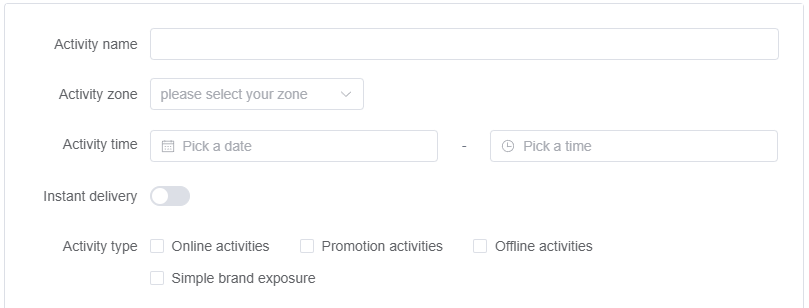 Activity name
Activity zone please select your zone
Activity time Pick a date - Pick a time
Instant delivery
Activity type Online activities Promotion activities Offline activities
Simple brand exposure